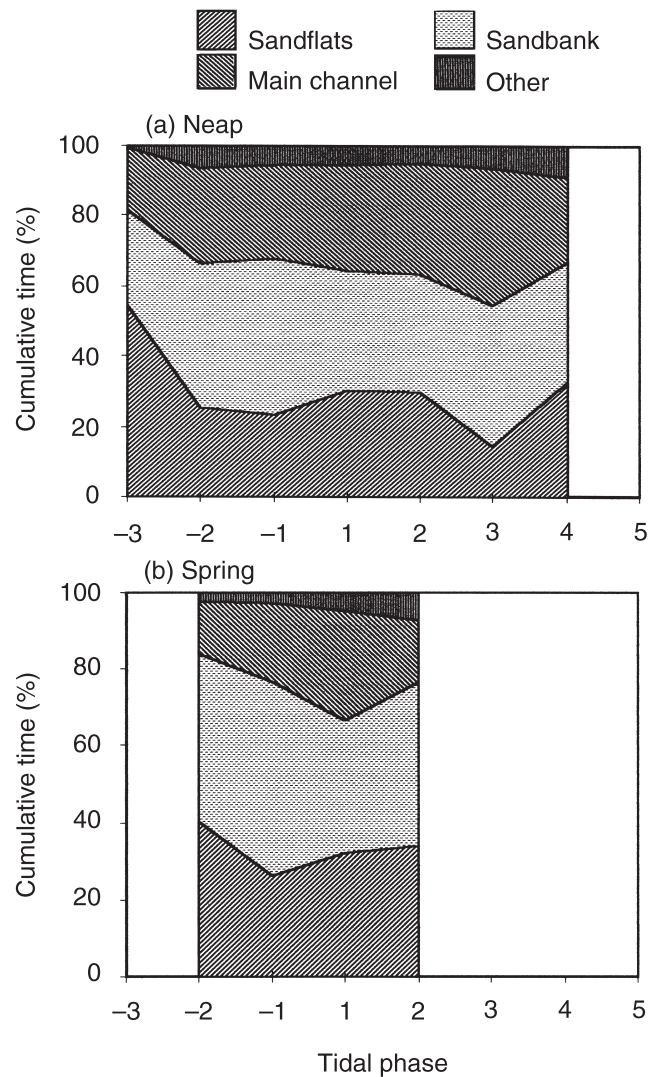 Sandflats
Sandbank
Main channel
Other
(a) Neap
100
80
60
40
20
0
Cumulative time (%)
–3 –2 –1 1 2 3 4 5
(b) Spring
100
80
60
40
20
0
Cumulative time (%)
–3 –2 –1 1 2 3 4 5
Tidal phase